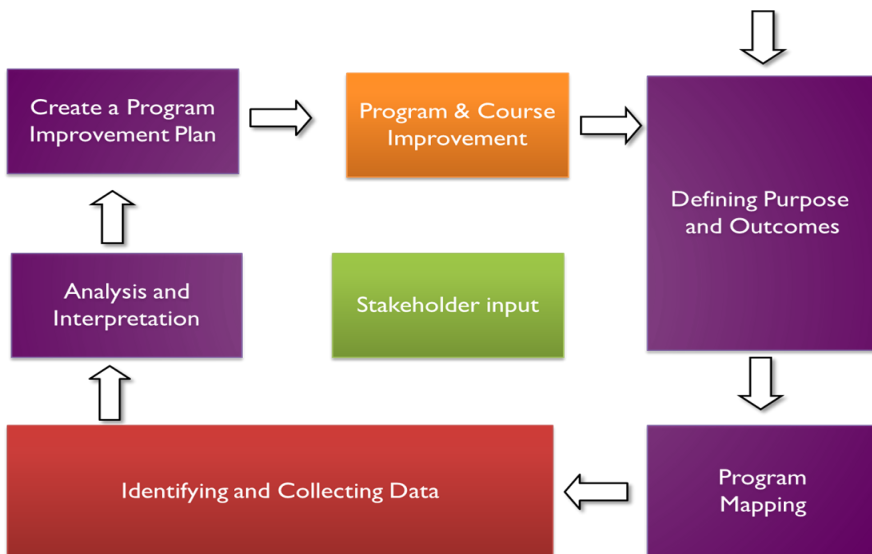 Create a Program
Improvement Plan
Program & Course
Improvement
Defining Purpose
and Outcomes
Analysis and
Interpretation
Stakeholder input
Identifying and Collecting Data
Program
Mapping